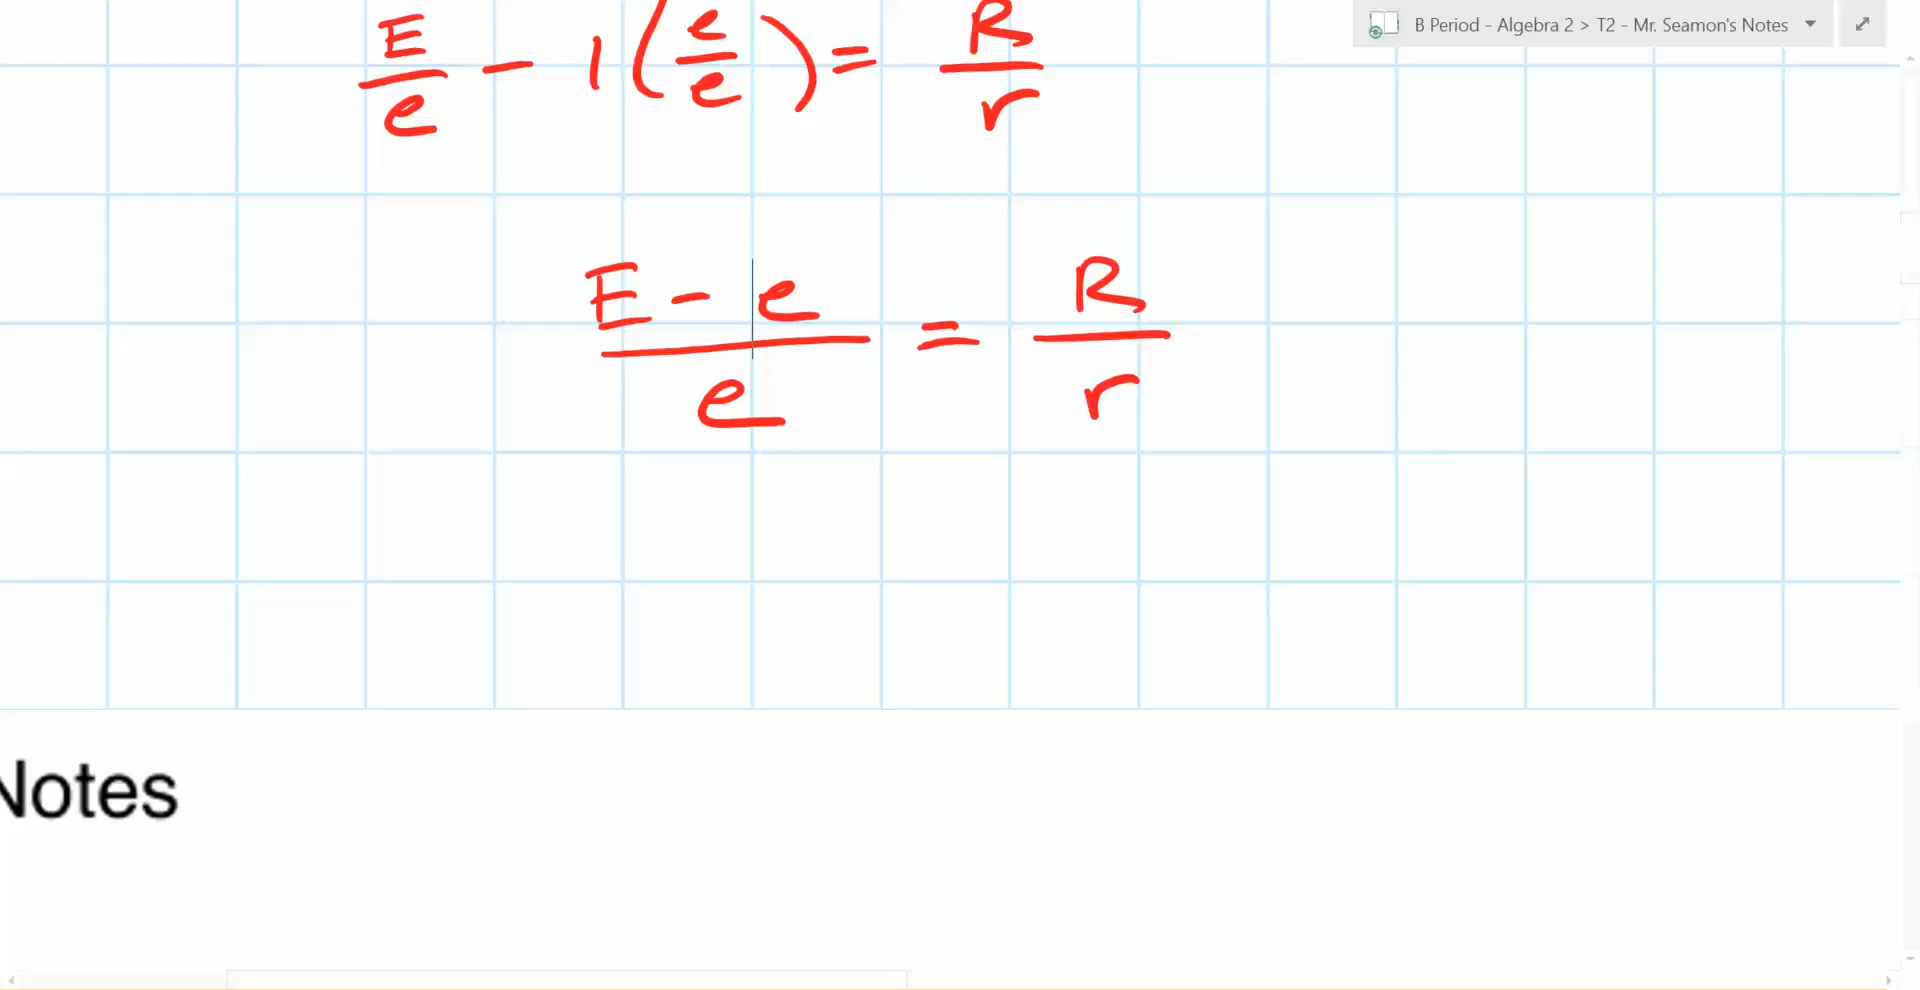 B Period - Algebra 2 > T2 - Mr. Seamon's Notes
E/e - 1(e/e) = R/r
E - e/e = R/r
Notes